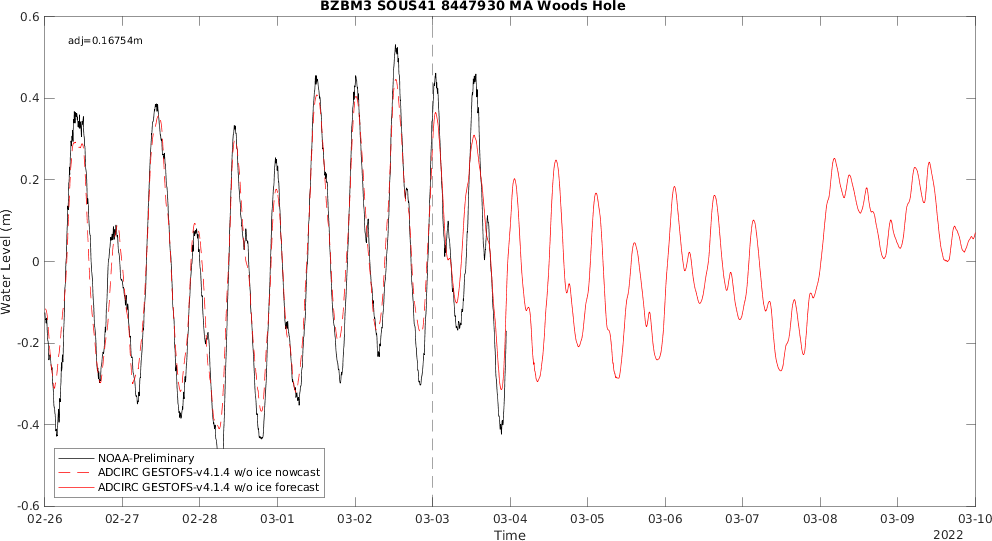 BZBM3 SOUS41 8447930 MA Woods Hole
adj=0.16754m
0.6
0.4
0.2
0
-0.2
-0.4
-0.6
Water Level (m)
NOAA-Preliminary
ADCIRC GESTOFS-v4.1.4 w/o ice nowcast
ADCIRC GESTOFS-v4.1.4 w/o ice forecast
02-26 02-27 02-28 03-01 03-02 03-03 03-04 03-05 03-06 03-07 03-08 03-09 03-10
Time
2022